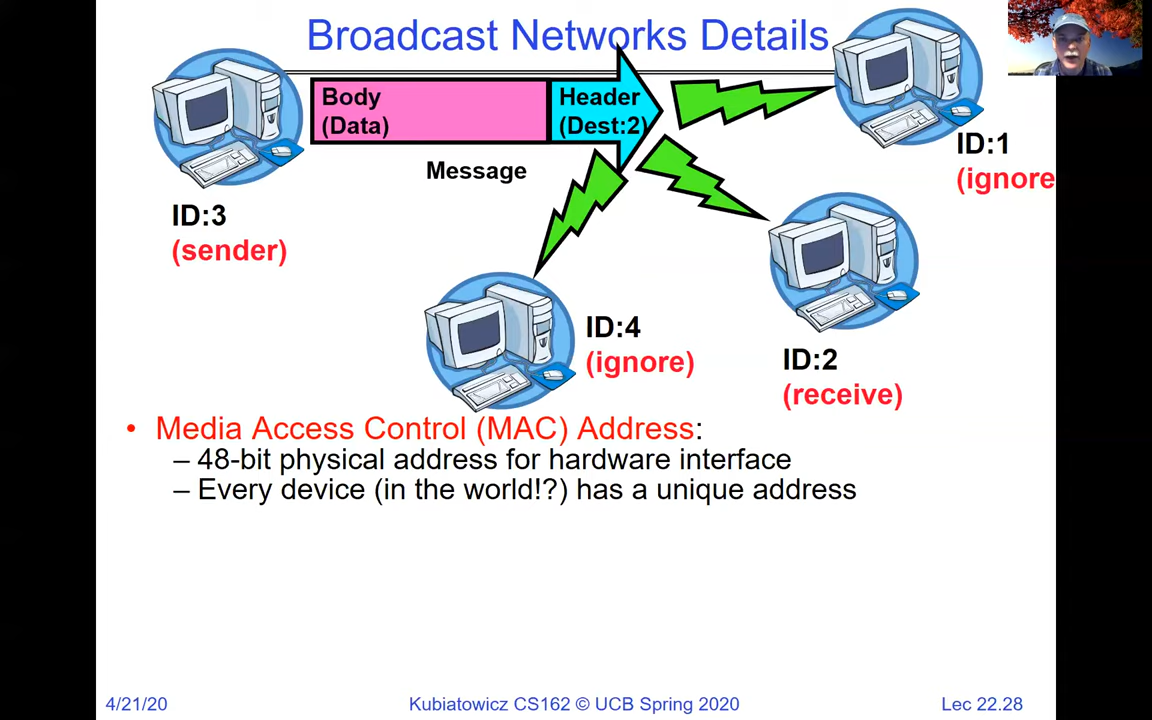 Broadcast Networks Details
Body
(Data)
Header
(Dest:2)
Message
ID:1
(ignore
ID:3
(sender)
ID:4
(ignore)
ID:2
(receive)
• Media Access Control (MAC) Address:
– 48-bit physical address for hardware interface
– Every device (in the world!?) has a unique address
4/21/20
Kubiatowicz CS162 © UCB Spring 2020
Lec 22.28